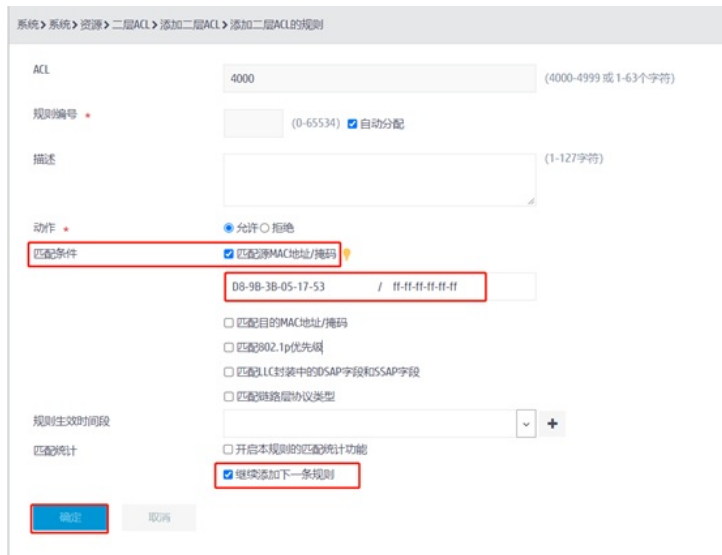 系统>系统>资源>二层ACL>添加二层ACL>添加二层ACL的规则
ACL 4000 (4000-4999 或 1-63个字符)
规则编号 * (0-65534) 自动分配
描述 (1-127字符)
动作 * 允许 拒绝
匹配条件 匹配源MAC地址/掩码
D8-9B-3B-05-17-53 / ff-ff-ff-ff-ff-ff
匹配目的MAC地址/掩码
匹配802.1p优先级
匹配LLC封装中的DSAP字段和SSAP字段
匹配链路层协议类型
规则生效时间段
匹配统计 开启本规则的匹配统计功能
继续添加下一条规则
确定 取消